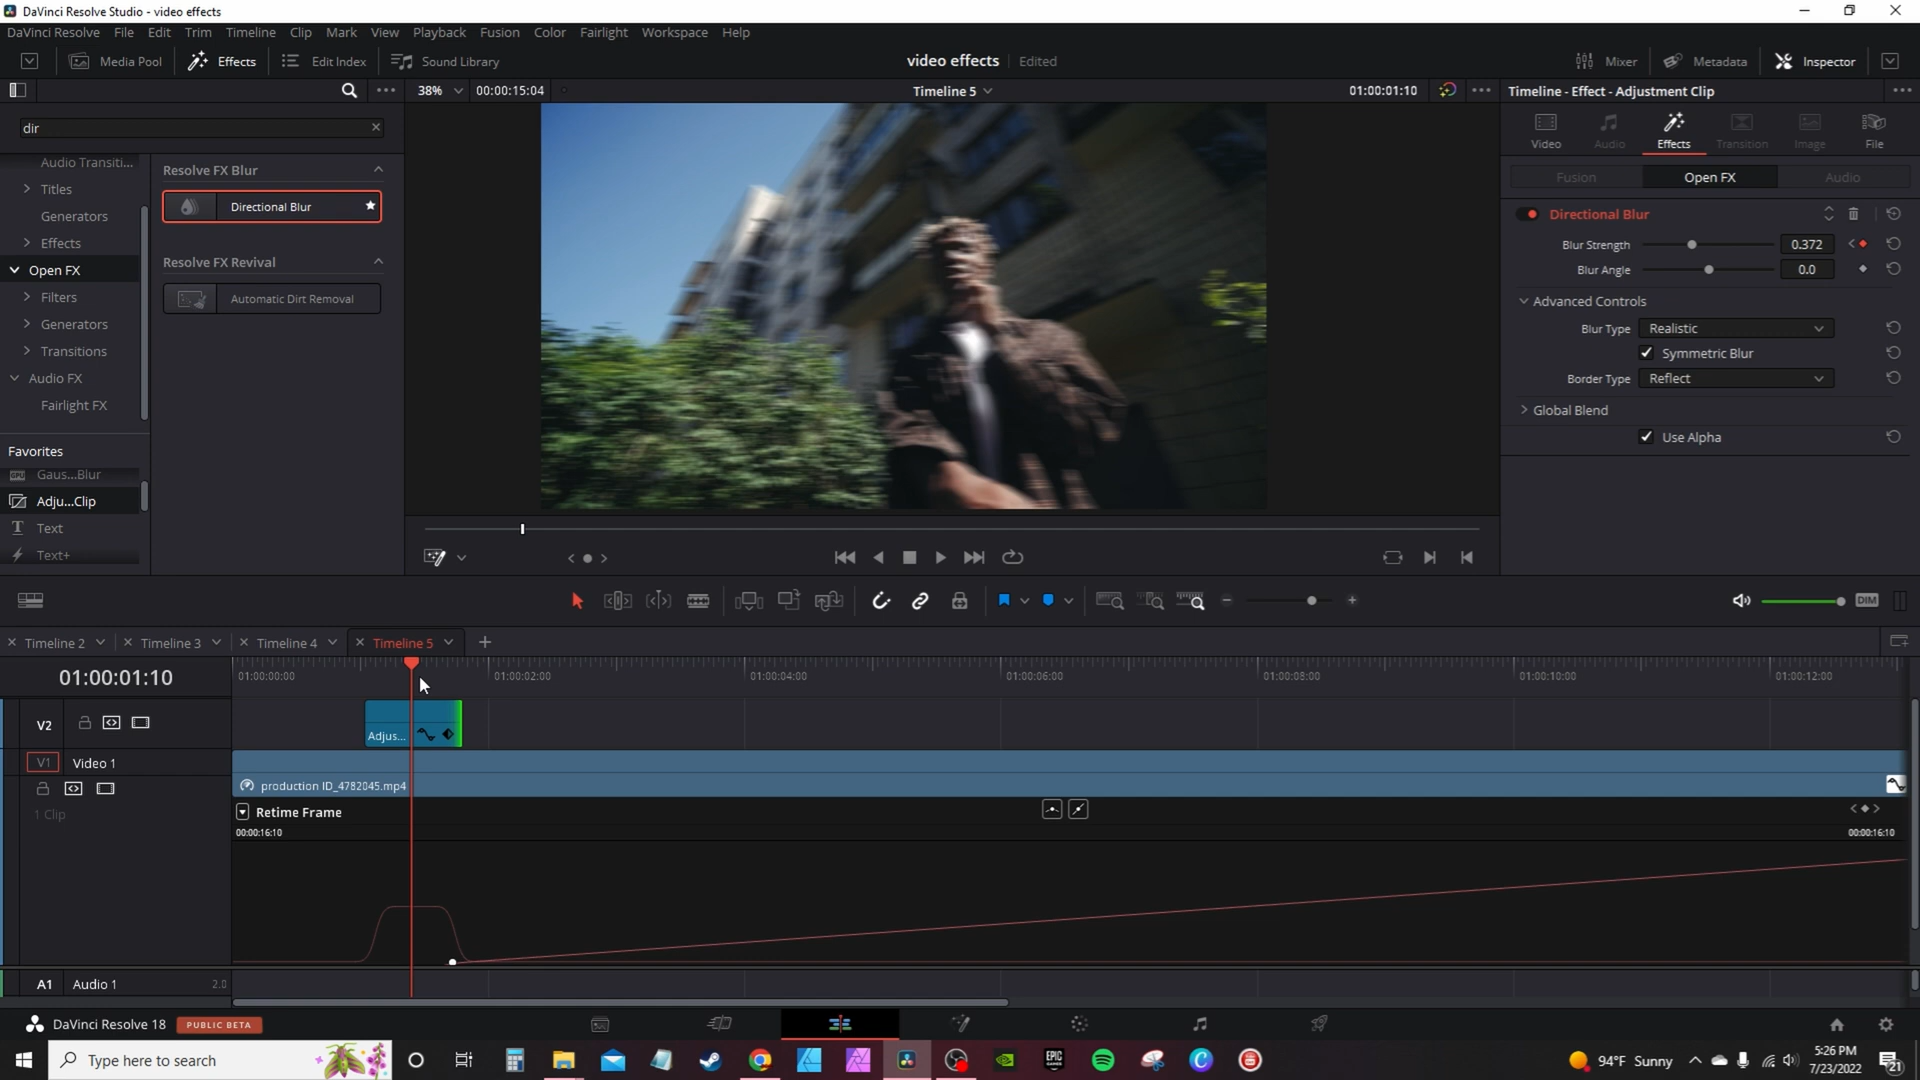 DaVinci Resolve Studio - video effects
DaVinci Resolve File Edit Trim Timeline Clip Mark View Playback Fusion Color Fairlight Workspace Help
Media Pool Effects Edit Index Sound Library video effects Edited Mixer Metadata Inspector
38% 00:00:15:04 Timeline 5 01:00:01:10 Timeline - Effect - Adjustment Clip
dir
Video Audio Effects Transition Image File
Audio Transiti...
Titles
Generators
Effects
Open FX
Filters
Generators
Transitions
Audio FX
Fairlight FX
Favorites
Gaus...Blur
Adju...Clip
T Text
Text+
Resolve FX Blur
Directional Blur
Resolve FX Revival
Automatic Dirt Removal
Fusion Open FX Audio
Directional Blur
Blur Strength 0.372
Blur Angle 0.0
Advanced Controls
Blur Type Realistic
Symmetric Blur
Border Type Reflect
Global Blend
Use Alpha
DIM
Timeline 2 Timeline 3 Timeline 4 Timeline 5
01:00:01:10
01:00:00:00 01:00:02:00 01:00:04:00 01:00:06:00 01:00:08:00 01:00:10:00 01:00:12:00
V2
Adjus...
V1 Video 1
production ID_4782045.mp4
1 Clip
Retime Frame
00:00:16:10 00:00:16:10
A1 Audio 1 2.0
DaVinci Resolve 18 PUBLIC BETA
Type here to search
EPIC GAMES
94°F Sunny
5:26 PM
7/23/2022
21